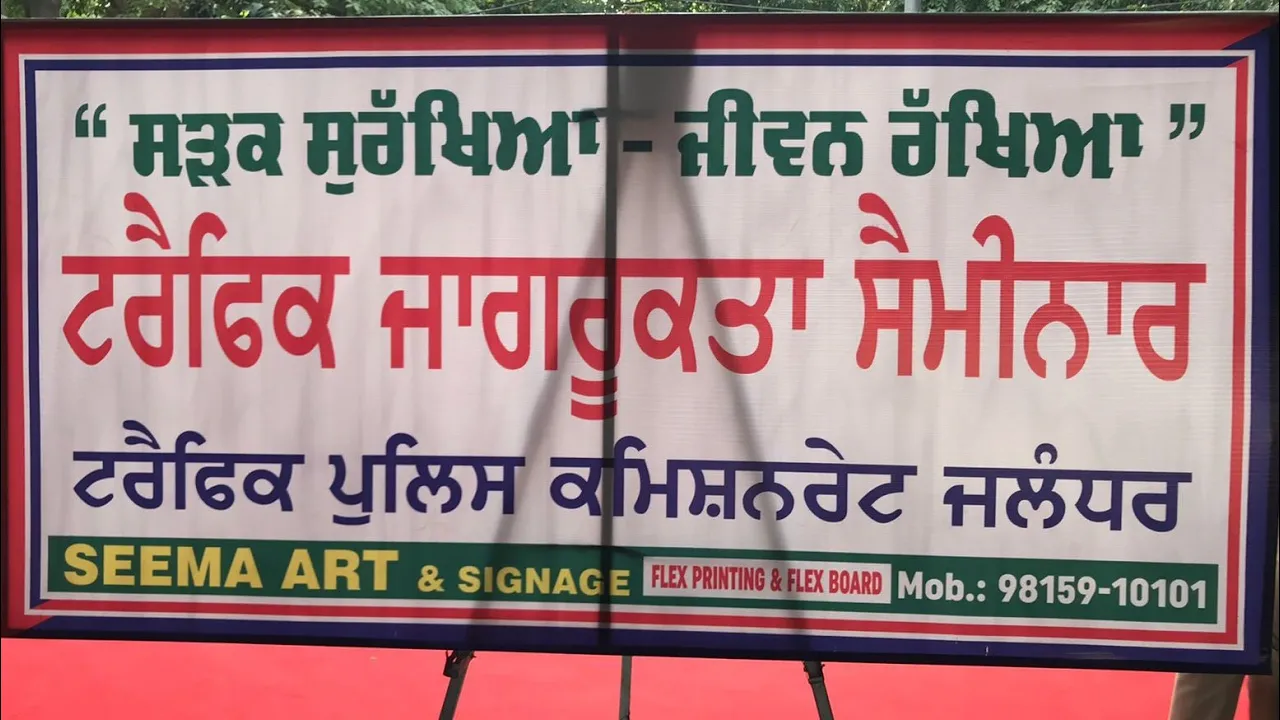 “ ਸੜਕ ਸੁਰੱਖਿਆ - ਜੀਵਨ ਰੱਖਿਆ ”
ਟਰੈਫਿਕ ਜਾਗਰੂਕਤਾ ਸੈਮੀਨਾਰ
ਟਰੈਫਿਕ ਪੁਲਿਸ ਕਮਿਸ਼ਨਰੇਟ ਜਲੰਧਰ
SEEMA ART & SIGNAGE FLEX PRINTING & FLEX BOARD Mob.: 98159-10101